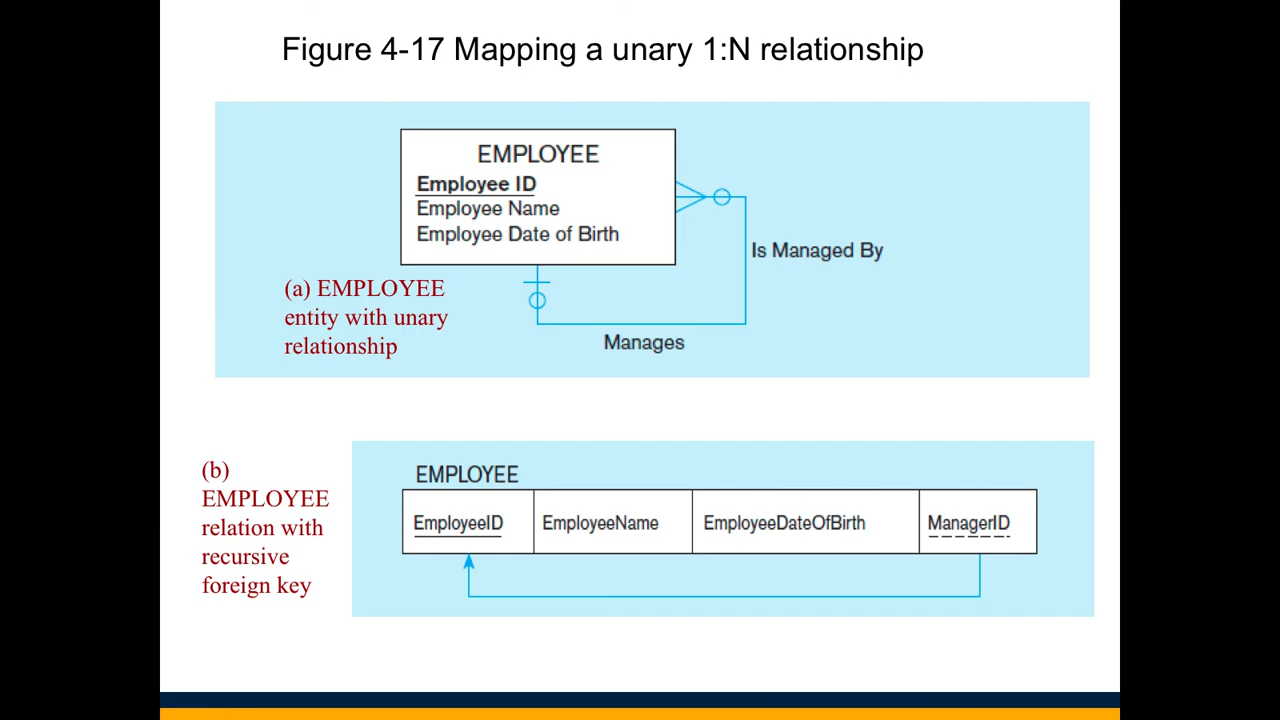 Figure 4-17 Mapping a unary 1:N relationship
EMPLOYEE
Employee ID
Employee Name
Employee Date of Birth
Is Managed By
(a) EMPLOYEE
entity with unary
relationship
Manages
(b)
EMPLOYEE
relation with
recursive
foreign key
EMPLOYEE
EmployeeID EmployeeName EmployeeDateOfBirth ManagerID